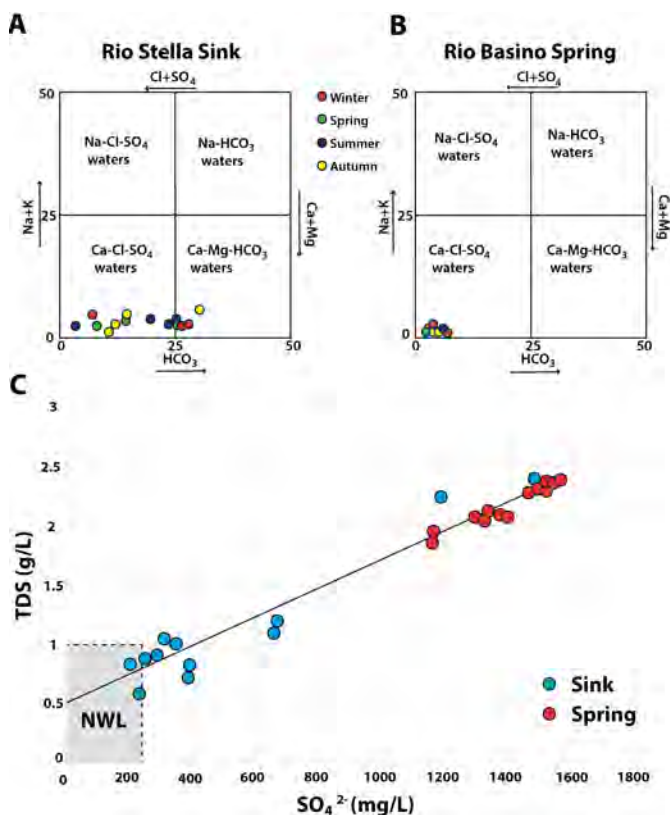 A
Rio Stella Sink
Cl+SO₄
50
Na-Cl-SO₄
waters
Na-HCO₃
waters
25
Na+K
Ca+Mg
Ca-Cl-SO₄
waters
Ca-Mg-HCO₃
waters
0
0
25
50
HCO₃
Winter
Spring
Summer
Autumn
B
Rio Basino Spring
Cl+SO₄
50
Na-Cl-SO₄
waters
Na-HCO₃
waters
25
Na+K
Ca+Mg
Ca-Cl-SO₄
waters
Ca-Mg-HCO₃
waters
0
0
25
50
HCO₃
C
3
2.5
2
1.5
1
0.5
0
TDS (g/L)
NWL
Sink
Spring
0 200 400 600 800 1000 1200 1400 1600 1800
SO₄²⁻(mg/L)